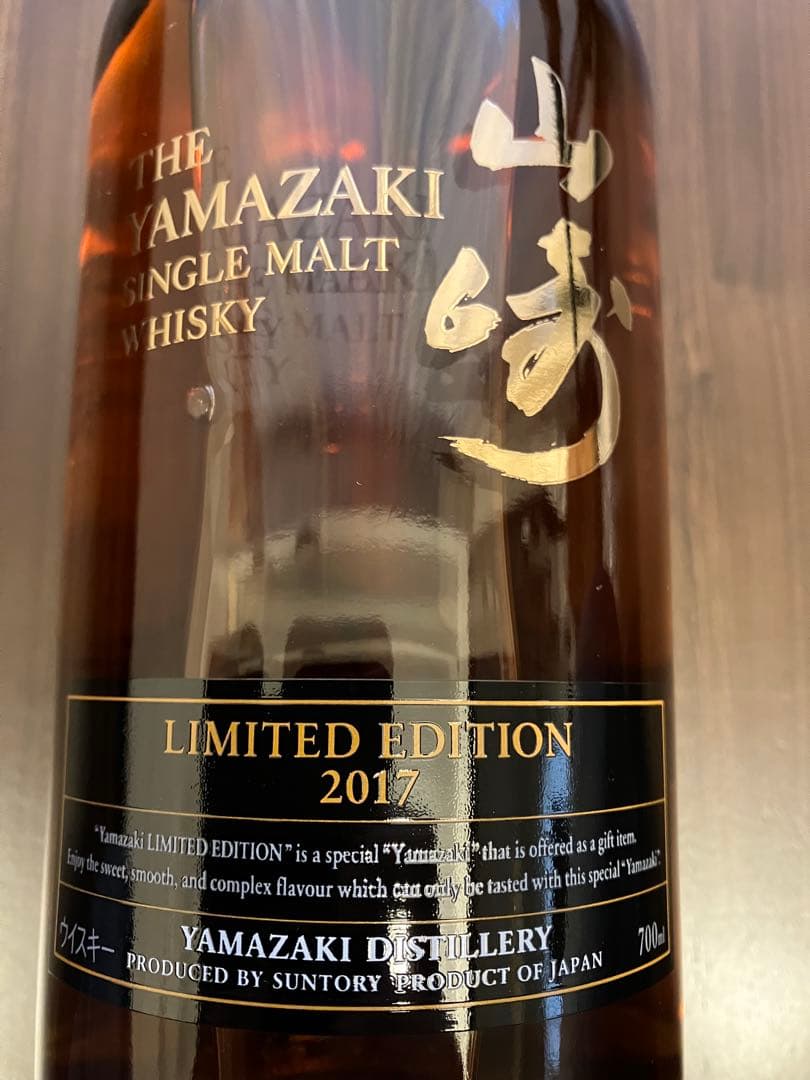 THE
YAMAZAKI
SINGLE MALT
WHISKY
山崎
LIMITED EDITION
2017
"Yamazaki LIMITED EDITION" is a special "Yamazaki" that is offered as a gift item.
Enjoy the sweet, smooth, and complex flavour which can only be tasted with this special "Yamazaki".
ウイスキー
YAMAZAKI DISTILLERY
700ml
PRODUCED BY SUNTORY PRODUCT OF JAPAN